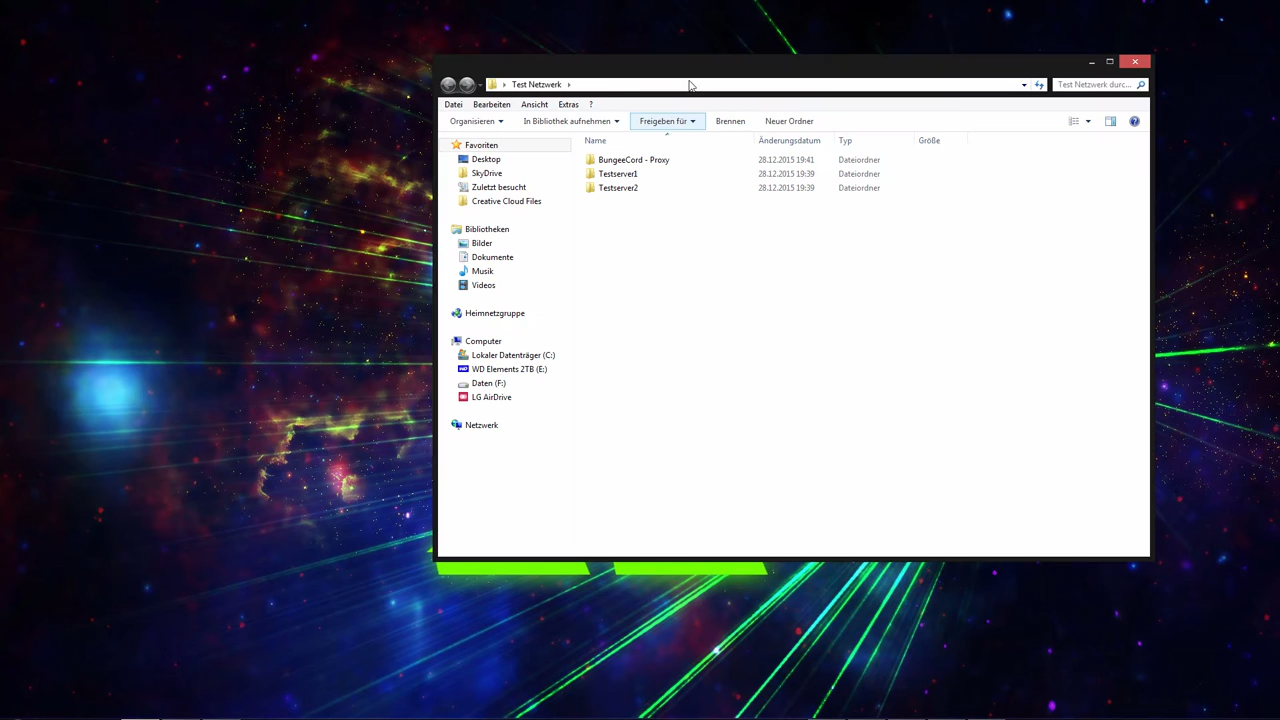 Test Netzwerk
Test Netzwerk durc...
Datei Bearbeiten Ansicht Extras ?
Organisieren In Bibliothek aufnehmen Freigeben für Brennen Neuer Ordner
Name Änderungsdatum Typ Größe
BungeeCord - Proxy 28.12.2015 19:41 Dateiordner
Testserver1 28.12.2015 19:39 Dateiordner
Testserver2 28.12.2015 19:39 Dateiordner
Favoriten
Desktop
SkyDrive
Zuletzt besucht
Creative Cloud Files
Bibliotheken
Bilder
Dokumente
Musik
Videos
Heimnetzgruppe
Computer
Lokaler Datenträger (C:)
WD Elements 2TB (E:)
Daten (F:)
LG AirDrive
Netzwerk